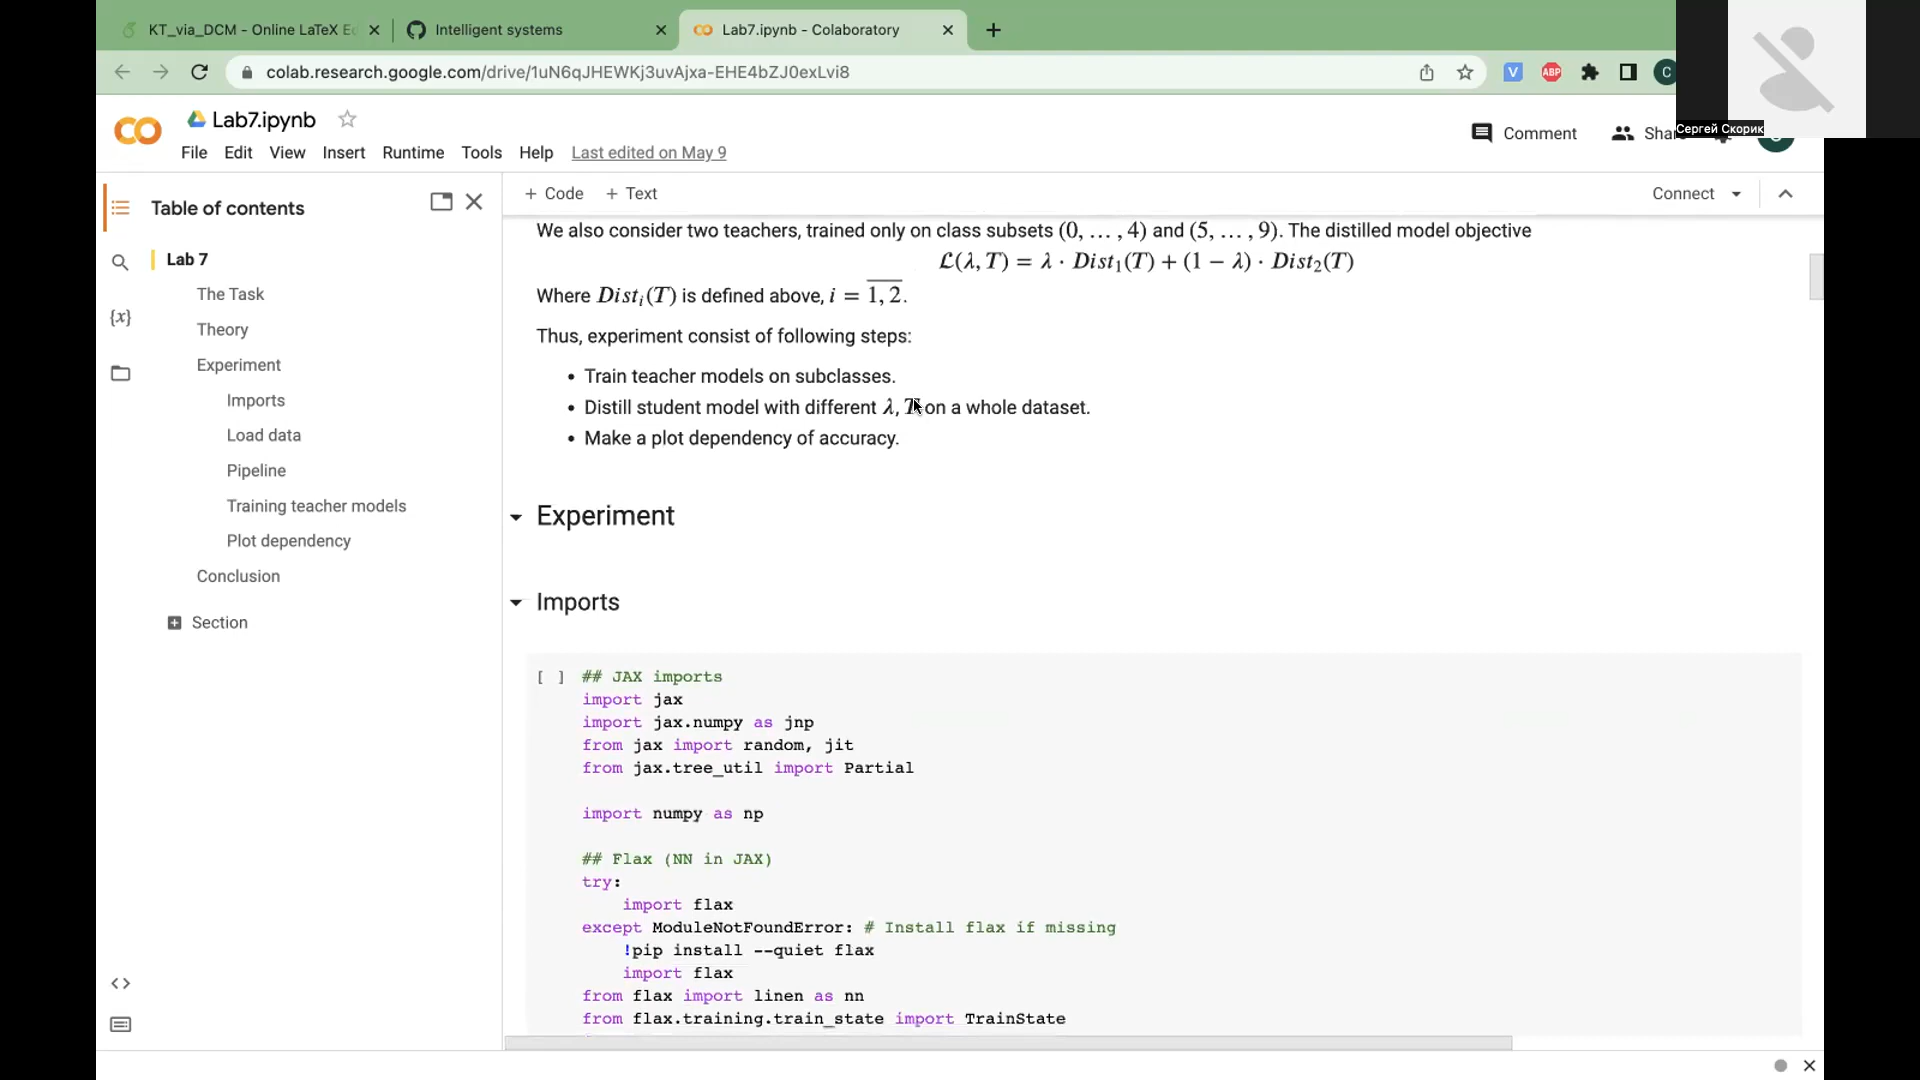 KT_via_DCM - Online LaTeX Ed
Intelligent systems
Lab7.ipynb - Colaboratory
colab.research.google.com/drive/1uN6qJHEWKj3uvAjxa-EHE4bZJ0exLvi8
V
ABP
C
Сергей Скорик
CO
Lab7.ipynb
Comment
Shar
File Edit View Insert Runtime Tools Help Last edited on May 9
Table of contents
+ Code + Text
Connect
Lab 7
The Task
{x}
Theory
Experiment
Imports
Load data
Pipeline
Training teacher models
Plot dependency
Conclusion
Section
We also consider two teachers, trained only on class subsets (0, … , 4) and (5, … , 9). The distilled model objective
ℒ(λ, T) = λ · Dist₁(T) + (1 − λ) · Dist₂(T)
Where Distᵢ(T) is defined above, i = 1, 2.
Thus, experiment consist of following steps:
• Train teacher models on subclasses.
• Distill student model with different λ, T on a whole dataset.
• Make a plot dependency of accuracy.
Experiment
Imports
[ ] ## JAX imports
import jax
import jax.numpy as jnp
from jax import random, jit
from jax.tree_util import Partial
import numpy as np
## Flax (NN in JAX)
try:
import flax
except ModuleNotFoundError: # Install flax if missing
!pip install --quiet flax
import flax
from flax import linen as nn
from flax.training.train_state import TrainState